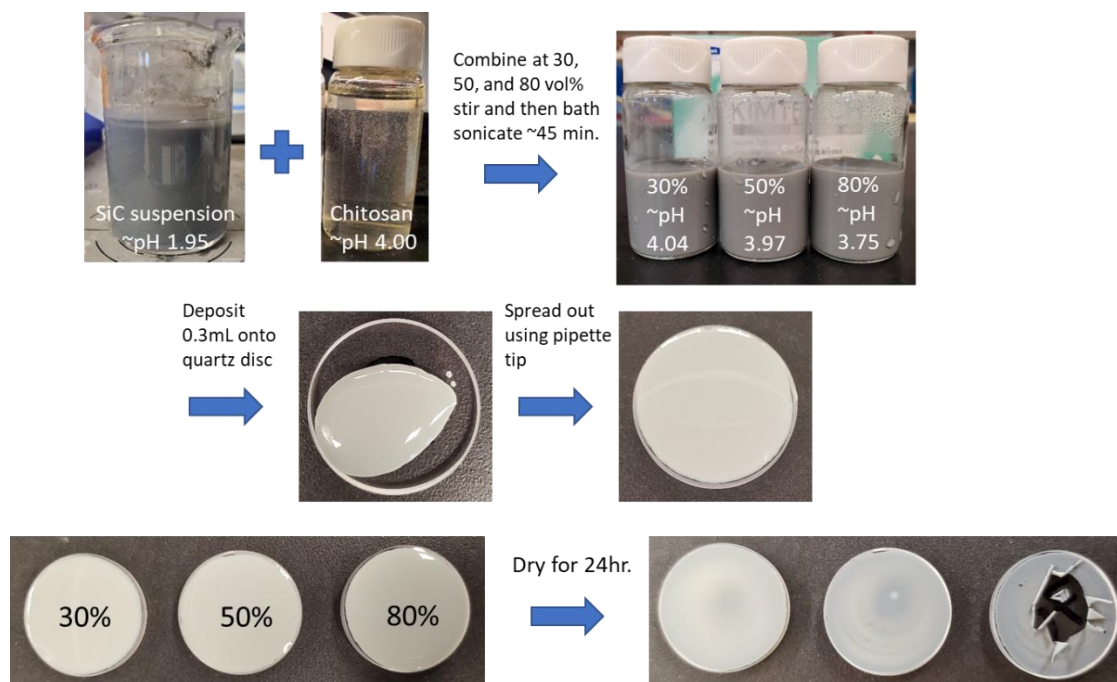 SiC suspension
~pH 1.95
Chitosan
~pH 4.00
Combine at 30,
50, and 80 vol%
stir and then bath
sonicate ~45 min.
KIMTE
30%
~pH
4.04
50%
~pH
3.97
80%
~pH
3.75
Deposit
0.3mL onto
quartz disc
Spread out
using pipette
tip
30%
50%
80%
Dry for 24hr.